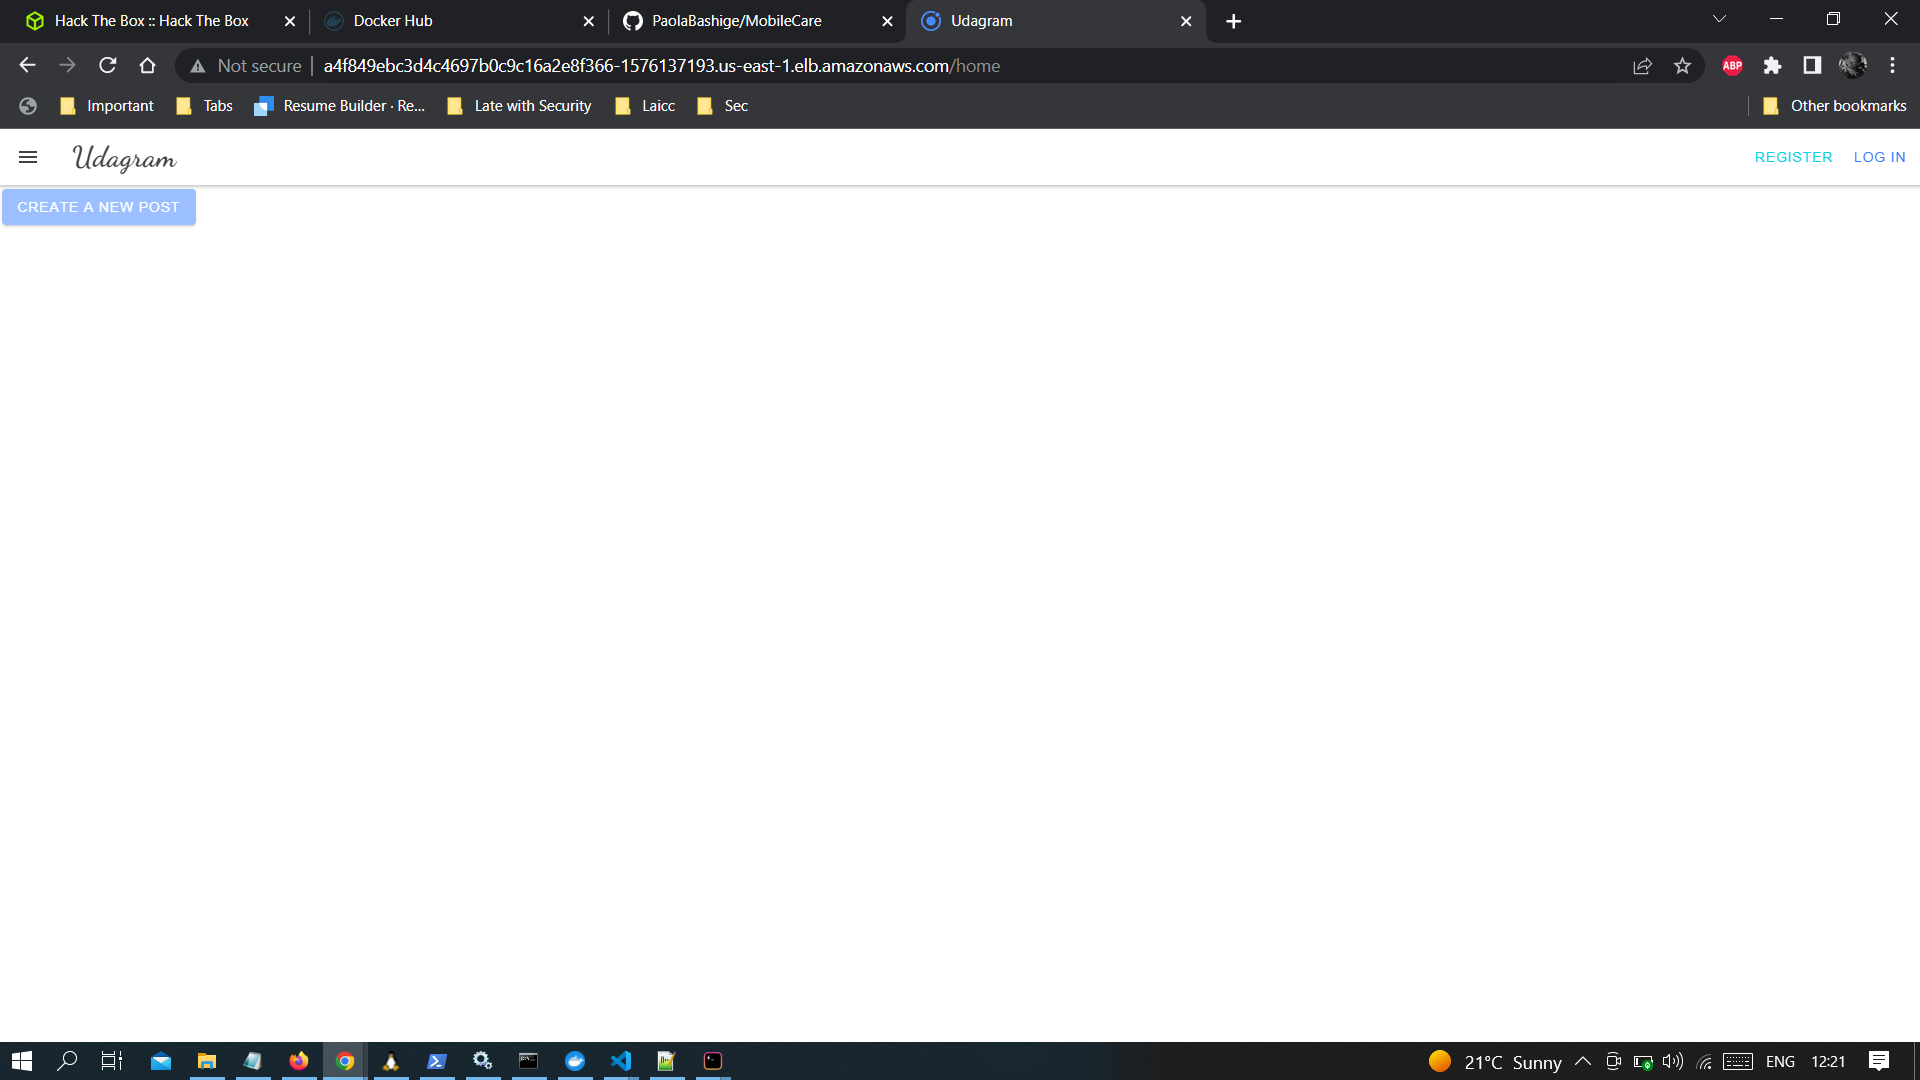 Hack The Box :: Hack The Box
Docker Hub
PaolaBashige/MobileCare
Udagram
Not secure
a4f849ebc3d4c4697b0c9c16a2e8f366-1576137193.us-east-1.elb.amazonaws.com/home
ABP
Important
Tabs
Resume Builder · Re...
Late with Security
Laicc
Sec
Other bookmarks
Udagram
REGISTER
LOG IN
CREATE A NEW POST
21°C Sunny
ENG
12:21